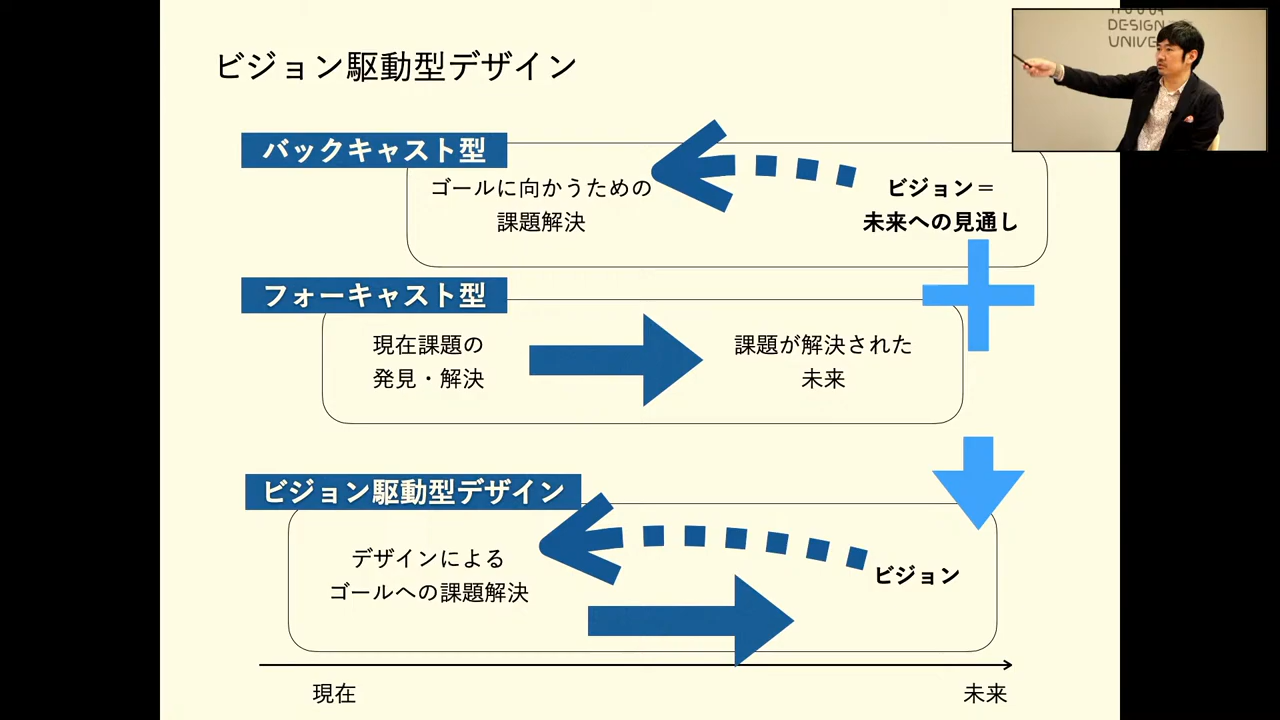 ビジョン駆動型デザイン
バックキャスト型
ゴールに向かうための
課題解決
ビジョン＝
未来への見通し
フォーキャスト型
現在課題の
発見・解決
課題が解決された
未来
ビジョン駆動型デザイン
デザインによる
ゴールへの課題解決
ビジョン
現在
未来
DESIGN